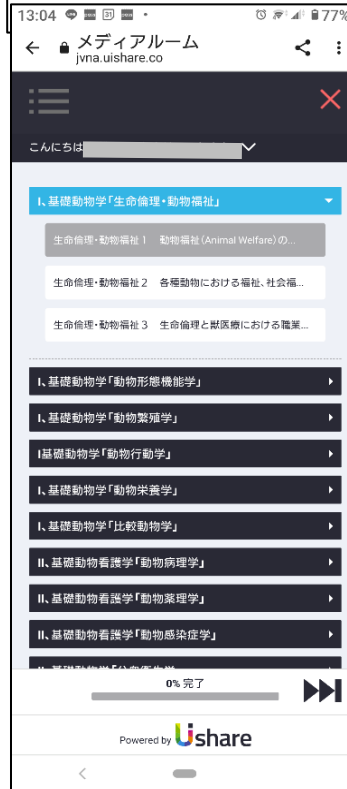 13:04 31 77%
メディアルーム
jvna.uishare.co
こんにちは
I、基礎動物学「生命倫理・動物福祉」
生命倫理・動物福祉１ 動物福祉（Animal Welfare）の...
生命倫理・動物福祉２ 各種動物における福祉、社会福...
生命倫理・動物福祉３ 生命倫理と獣医療における職業...
I、基礎動物学「動物形態機能学」
I、基礎動物学「動物繁殖学」
I基礎動物学「動物行動学」
I、基礎動物学「動物栄養学」
I、基礎動物学「比較動物学」
II、基礎動物看護学「動物病理学」
II、基礎動物看護学「動物薬理学」
II、基礎動物看護学「動物感染症学」
0% 完了
Powered by Uishare